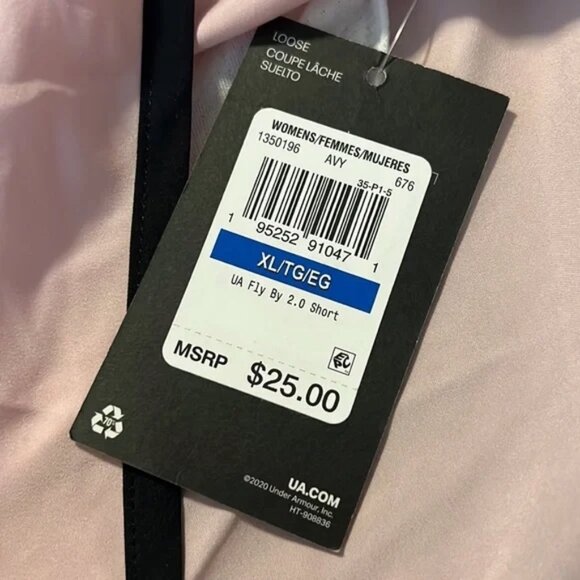 LOOSE
COUPE LÂCHE
SUELTO
WOMENS/FEMMES/MUJERES
1350196 AVY 676
35-P1-5
1 95252 91047 1
XL/TG/EG
UA Fly By 2.0 Short
MSRP $25.00
UA.COM
©2020 Under Armour, Inc.
HT-908836